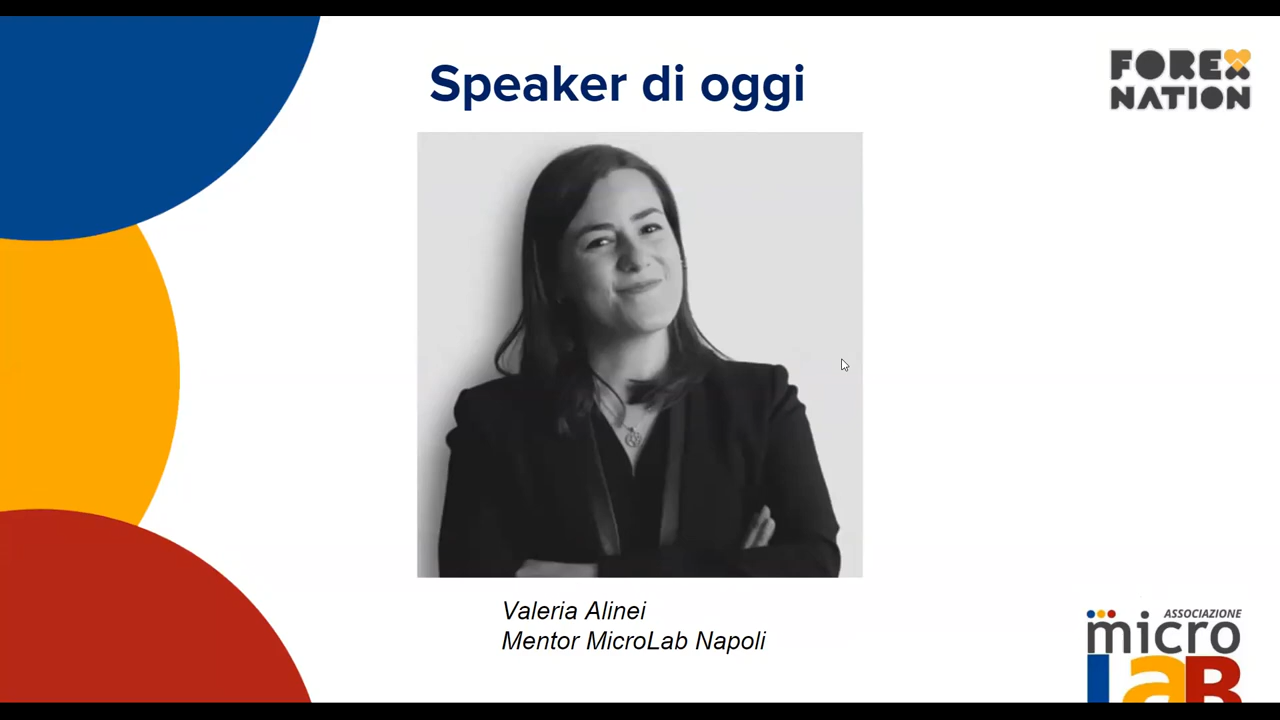 Speaker di oggi
FOREX
NATION
Valeria Alinei
Mentor MicroLab Napoli
ASSOCIAZIONE
micro
LaB